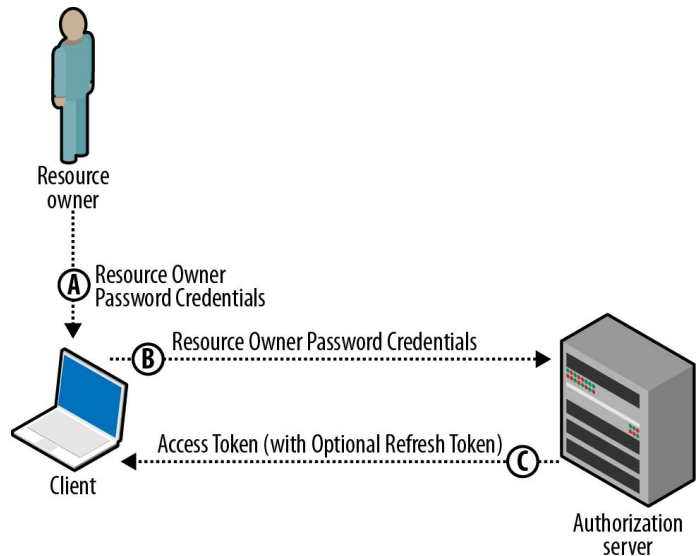 Resource
owner
A
Resource Owner
Password Credentials
B
Resource Owner Password Credentials
Access Token (with Optional Refresh Token)
C
Client
Authorization
server